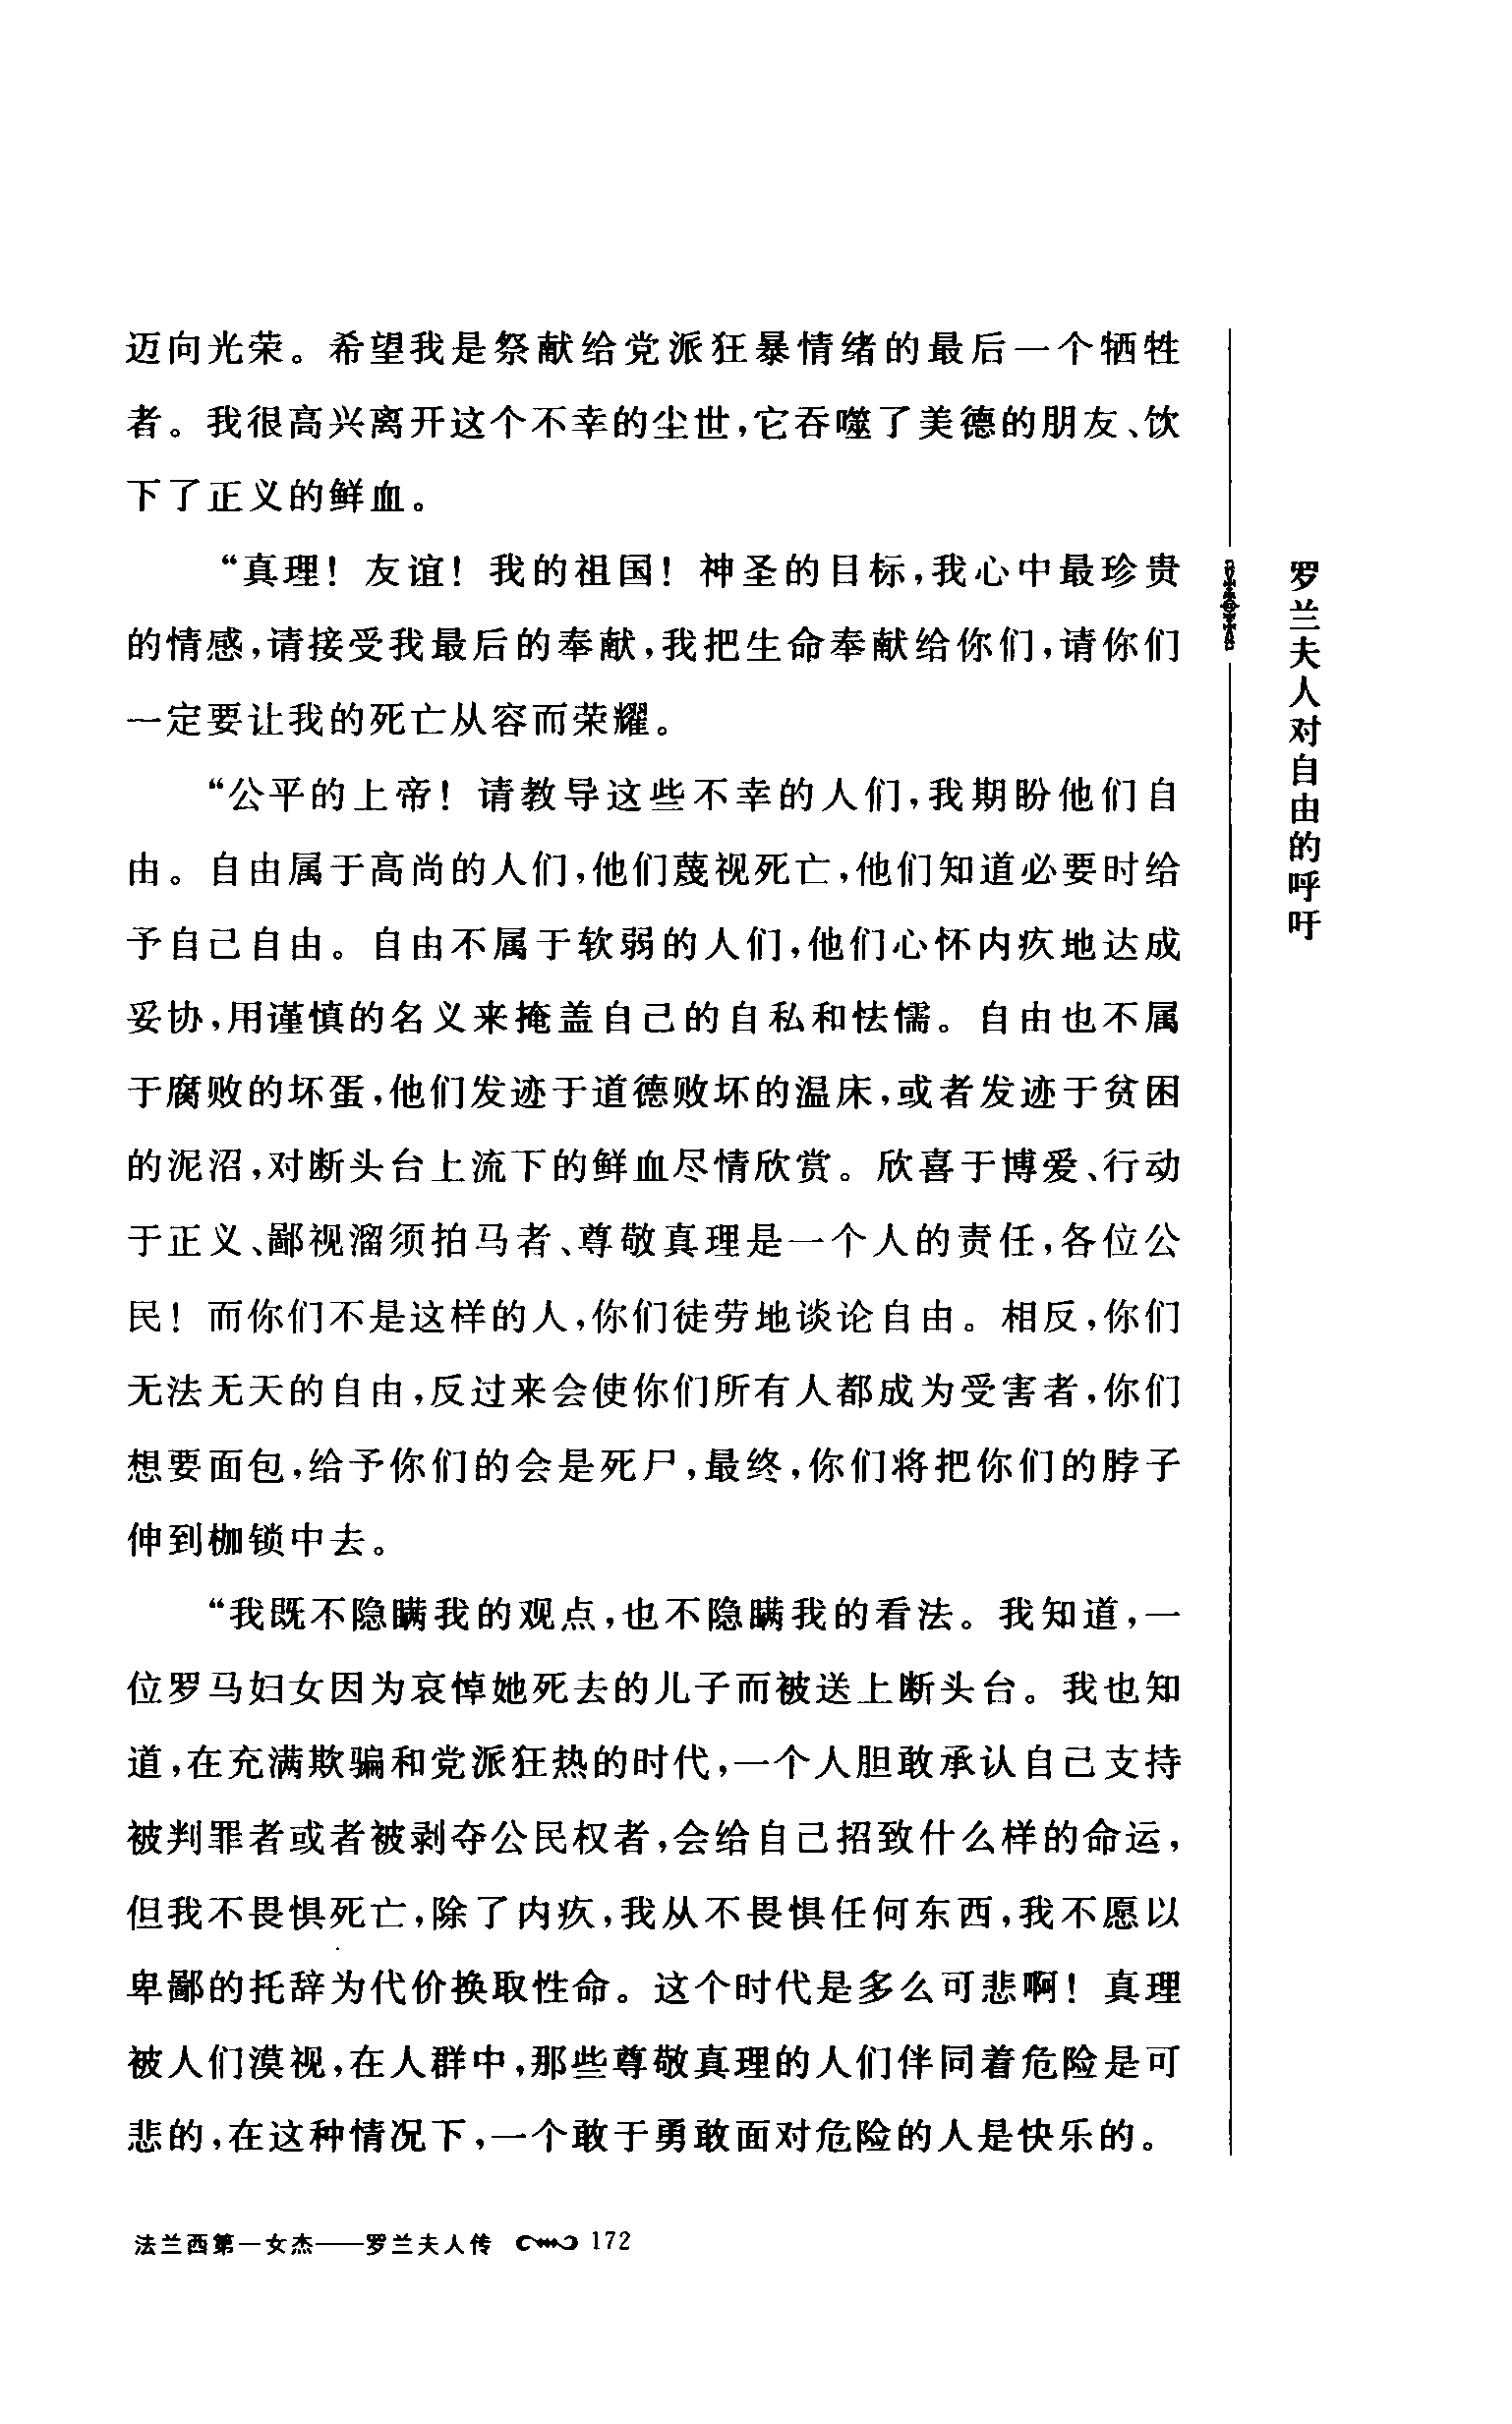 迈向光荣。希望我是祭献给党派狂暴情绪的最后一个牺牲
者。我很高兴离开这个不幸的尘世,它吞噬了美德的朋友、饮
下了正义的鲜血。
“真理！友谊！我的祖国！神圣的目标,我心中最珍贵
的情感,请接受我最后的奉献,我把生命奉献给你们,请你们
一定要让我的死亡从容而荣耀。
“公平的上帝！请教导这些不幸的人们,我期盼他们自
由。自由属于高尚的人们,他们蔑视死亡,他们知道必要时给
予自己自由。自由不属于软弱的人们,他们心怀内疚地达成
妥协,用谨慎的名义来掩盖自己的自私和怯懦。自由也不属
于腐败的坏蛋,他们发迹于道德败坏的温床,或者发迹于贫困
的泥沼,对断头台上流下的鲜血尽情欣赏。欣喜于博爱、行动
于正义、鄙视溜须拍马者、尊敬真理是一个人的责任,各位公
民！而你们不是这样的人,你们徒劳地谈论自由。相反,你们
无法无天的自由,反过来会使你们所有人都成为受害者,你们
想要面包,给予你们的会是死尸,最终,你们将把你们的脖子
伸到枷锁中去。
“我既不隐瞒我的观点,也不隐瞒我的看法。我知道,一
位罗马妇女因为哀悼她死去的儿子而被送上断头台。我也知
道,在充满欺骗和党派狂热的时代,一个人胆敢承认自己支持
被判罪者或者被剥夺公民权者,会给自己招致什么样的命运,
但我不畏惧死亡,除了内疚,我从不畏惧任何东西,我不愿以
卑鄙的托辞为代价换取性命。这个时代是多么可悲啊！真理
被人们漠视,在人群中,那些尊敬真理的人们伴同着危险是可
悲的,在这种情况下,一个敢于勇敢面对危险的人是快乐的。
罗兰夫人对自由的呼吁
法兰西第一女杰——罗兰夫人传 172